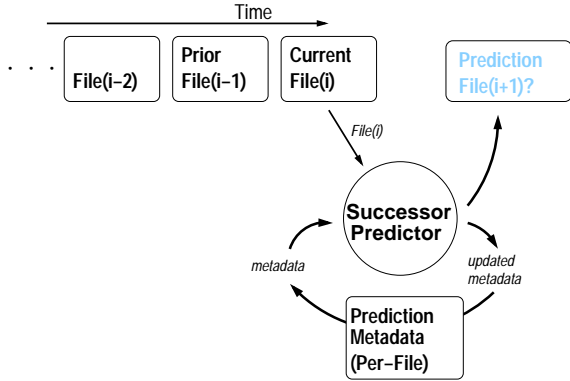 Time
. . .
File(i–2)
Prior
File(i–1)
Current
File(i)
Prediction
File(i+1)?
File(i)
Successor
Predictor
metadata
updated
metadata
Prediction
Metadata
(Per–File)